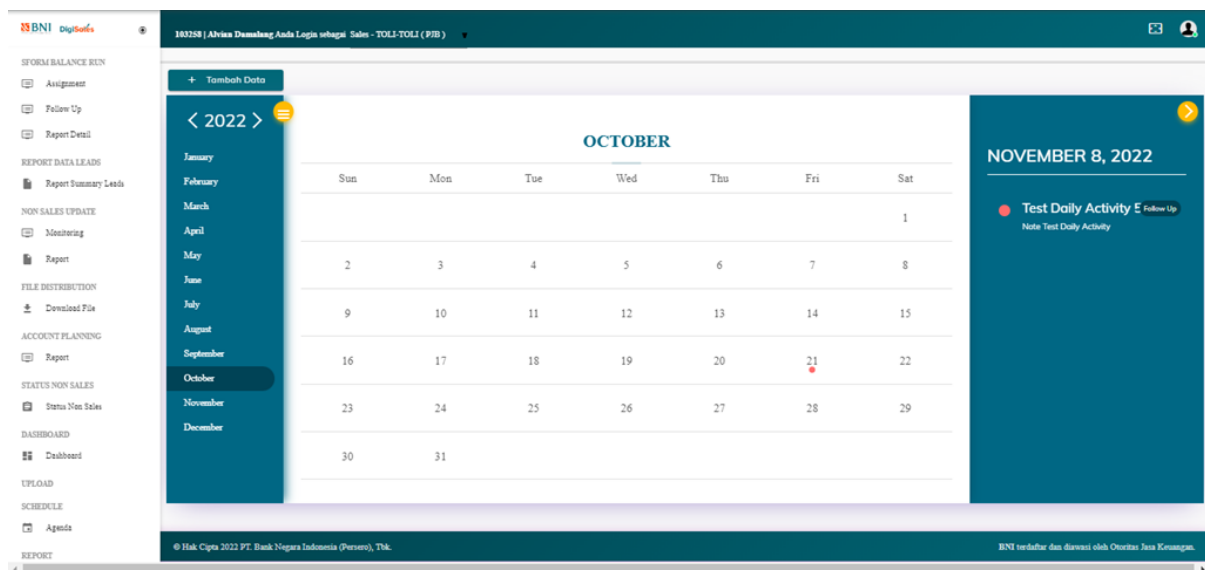 BNI DigiSales
103258 | Alvian Damalang Anda Login sebagai Sales - TOLI-TOLI ( PJB )
SFORM BALANCE RUN
Assignment
Follow Up
Report Detail
REPORT DATA LEADS
Report Summary Leads
NON SALES UPDATE
Monitoring
Report
FILE DISTRIBUTION
Download File
ACCOUNT PLANNING
Report
STATUS NON SALES
Status Non Sales
DASHBOARD
Dashboard
UPLOAD
SCHEDULE
Agenda
REPORT
+ Tambah Data
< 2022 >
January
February
March
April
May
June
July
August
September
October
November
December
OCTOBER
Sun Mon Tue Wed Thu Fri Sat
1
2 3 4 5 6 7 8
9 10 11 12 13 14 15
16 17 18 19 20 21 22
23 24 25 26 27 28 29
30 31
NOVEMBER 8, 2022
Test Daily Activity E Follow Up
Note Test Daily Activity
© Hak Cipta 2022 PT. Bank Negara Indonesia (Persero), Tbk.
BNI terdaftar dan diawasi oleh Otoritas Jasa Keuangan.